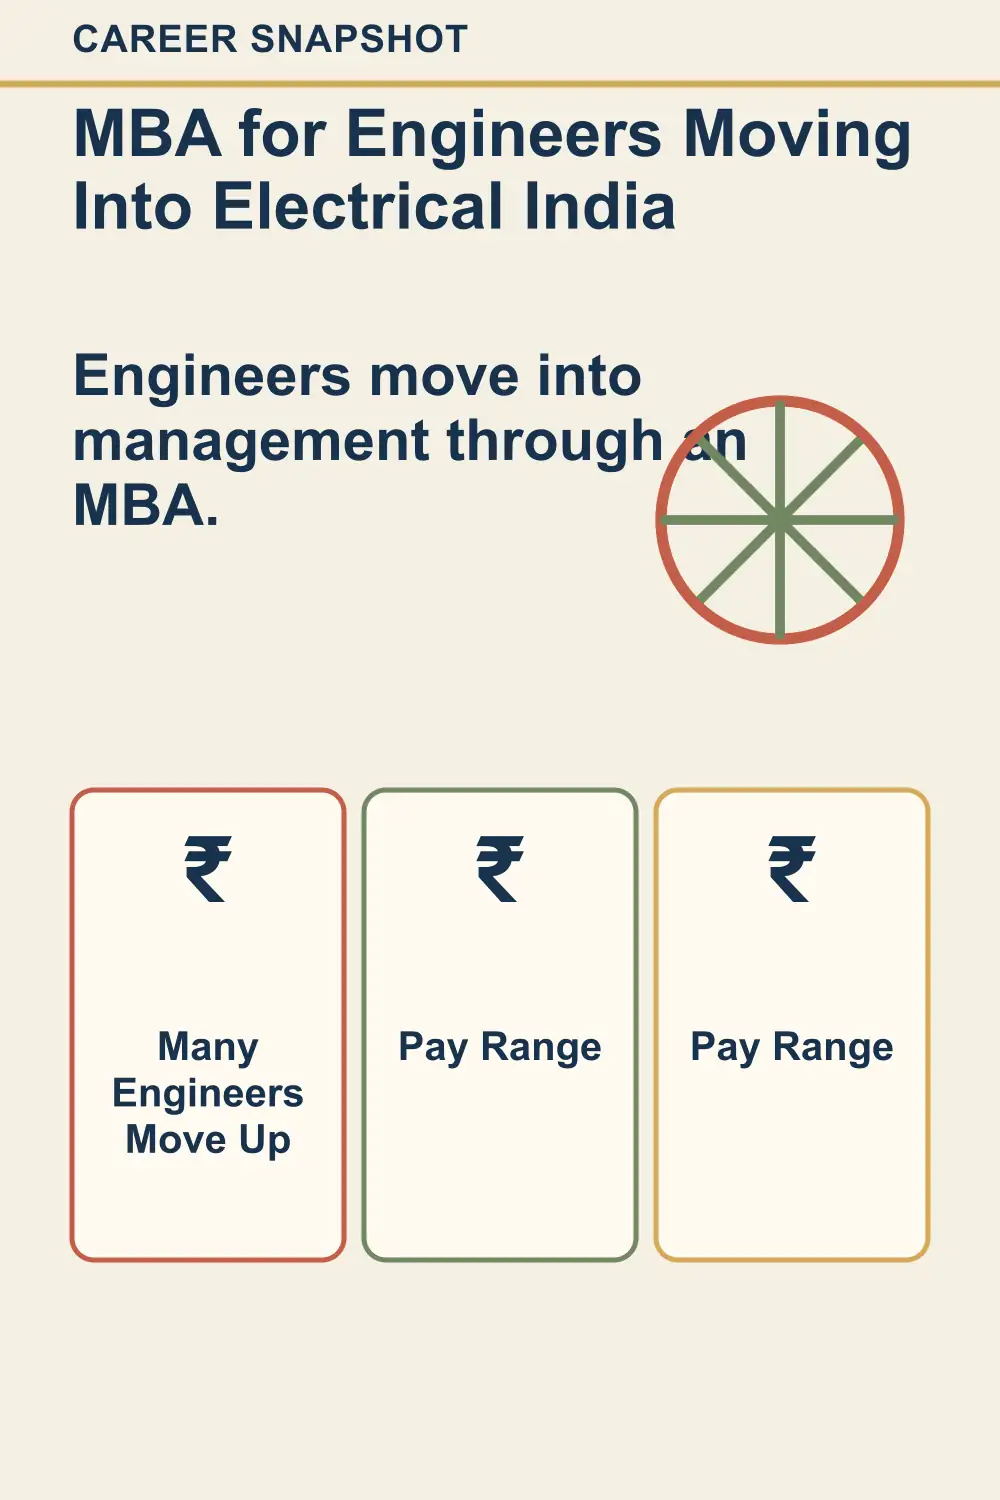 CAREER SNAPSHOT
MBA for Engineers Moving
Into Electrical India
Engineers move into
management through an
MBA.
₹
Many
Engineers
Move Up
₹
Pay Range
₹
Pay Range